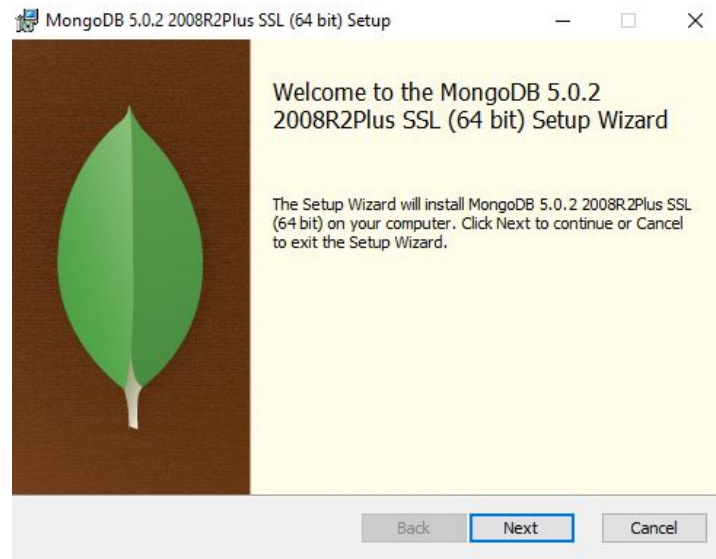 MongoDB 5.0.2 2008R2Plus SSL (64 bit) Setup
Welcome to the MongoDB 5.0.2
2008R2Plus SSL (64 bit) Setup Wizard
The Setup Wizard will install MongoDB 5.0.2 2008R2Plus SSL
(64 bit) on your computer. Click Next to continue or Cancel
to exit the Setup Wizard.
Back Next Cancel